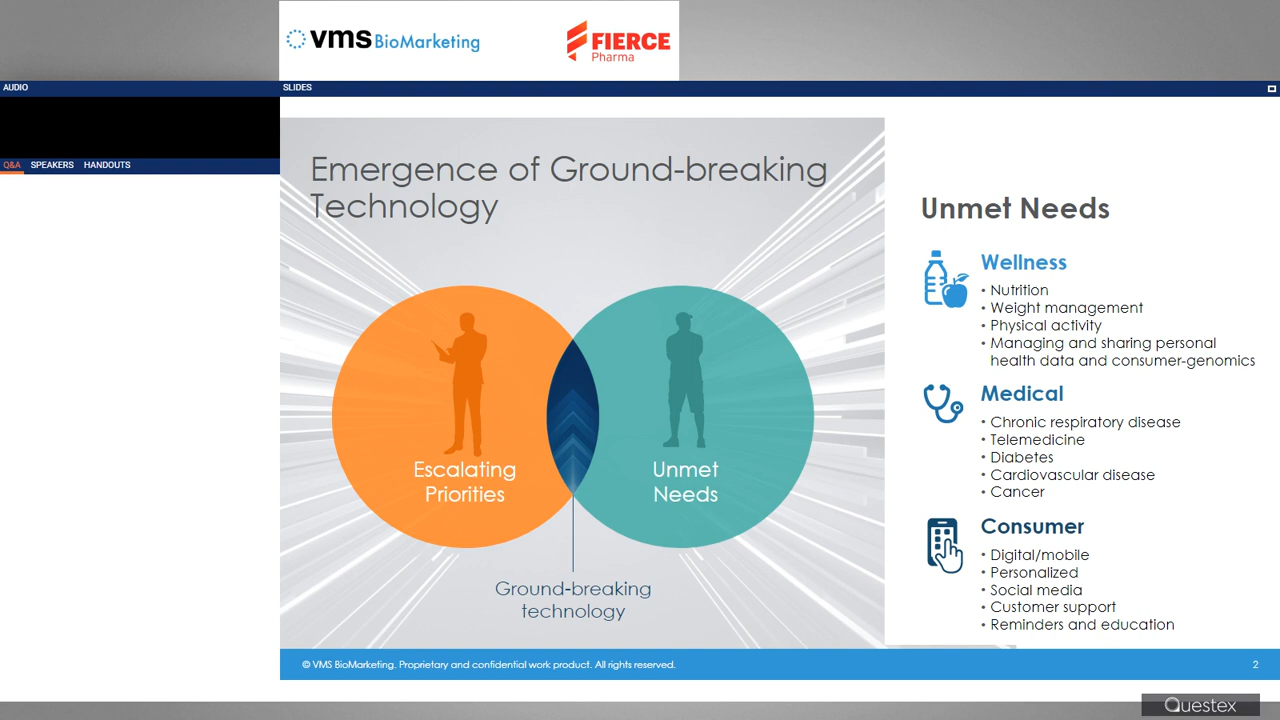 vms BioMarketing
FIERCE
Pharma
AUDIO
SLIDES
Q&A SPEAKERS HANDOUTS
Emergence of Ground-breaking
Technology
Escalating
Priorities
Unmet
Needs
Ground-breaking
technology
Unmet Needs
Wellness
• Nutrition
• Weight management
• Physical activity
• Managing and sharing personal
health data and consumer-genomics
Medical
• Chronic respiratory disease
• Telemedicine
• Diabetes
• Cardiovascular disease
• Cancer
Consumer
• Digital/mobile
• Personalized
• Social media
• Customer support
• Reminders and education
© VMS BioMarketing. Proprietary and confidential work product. All rights reserved.
2
Questex